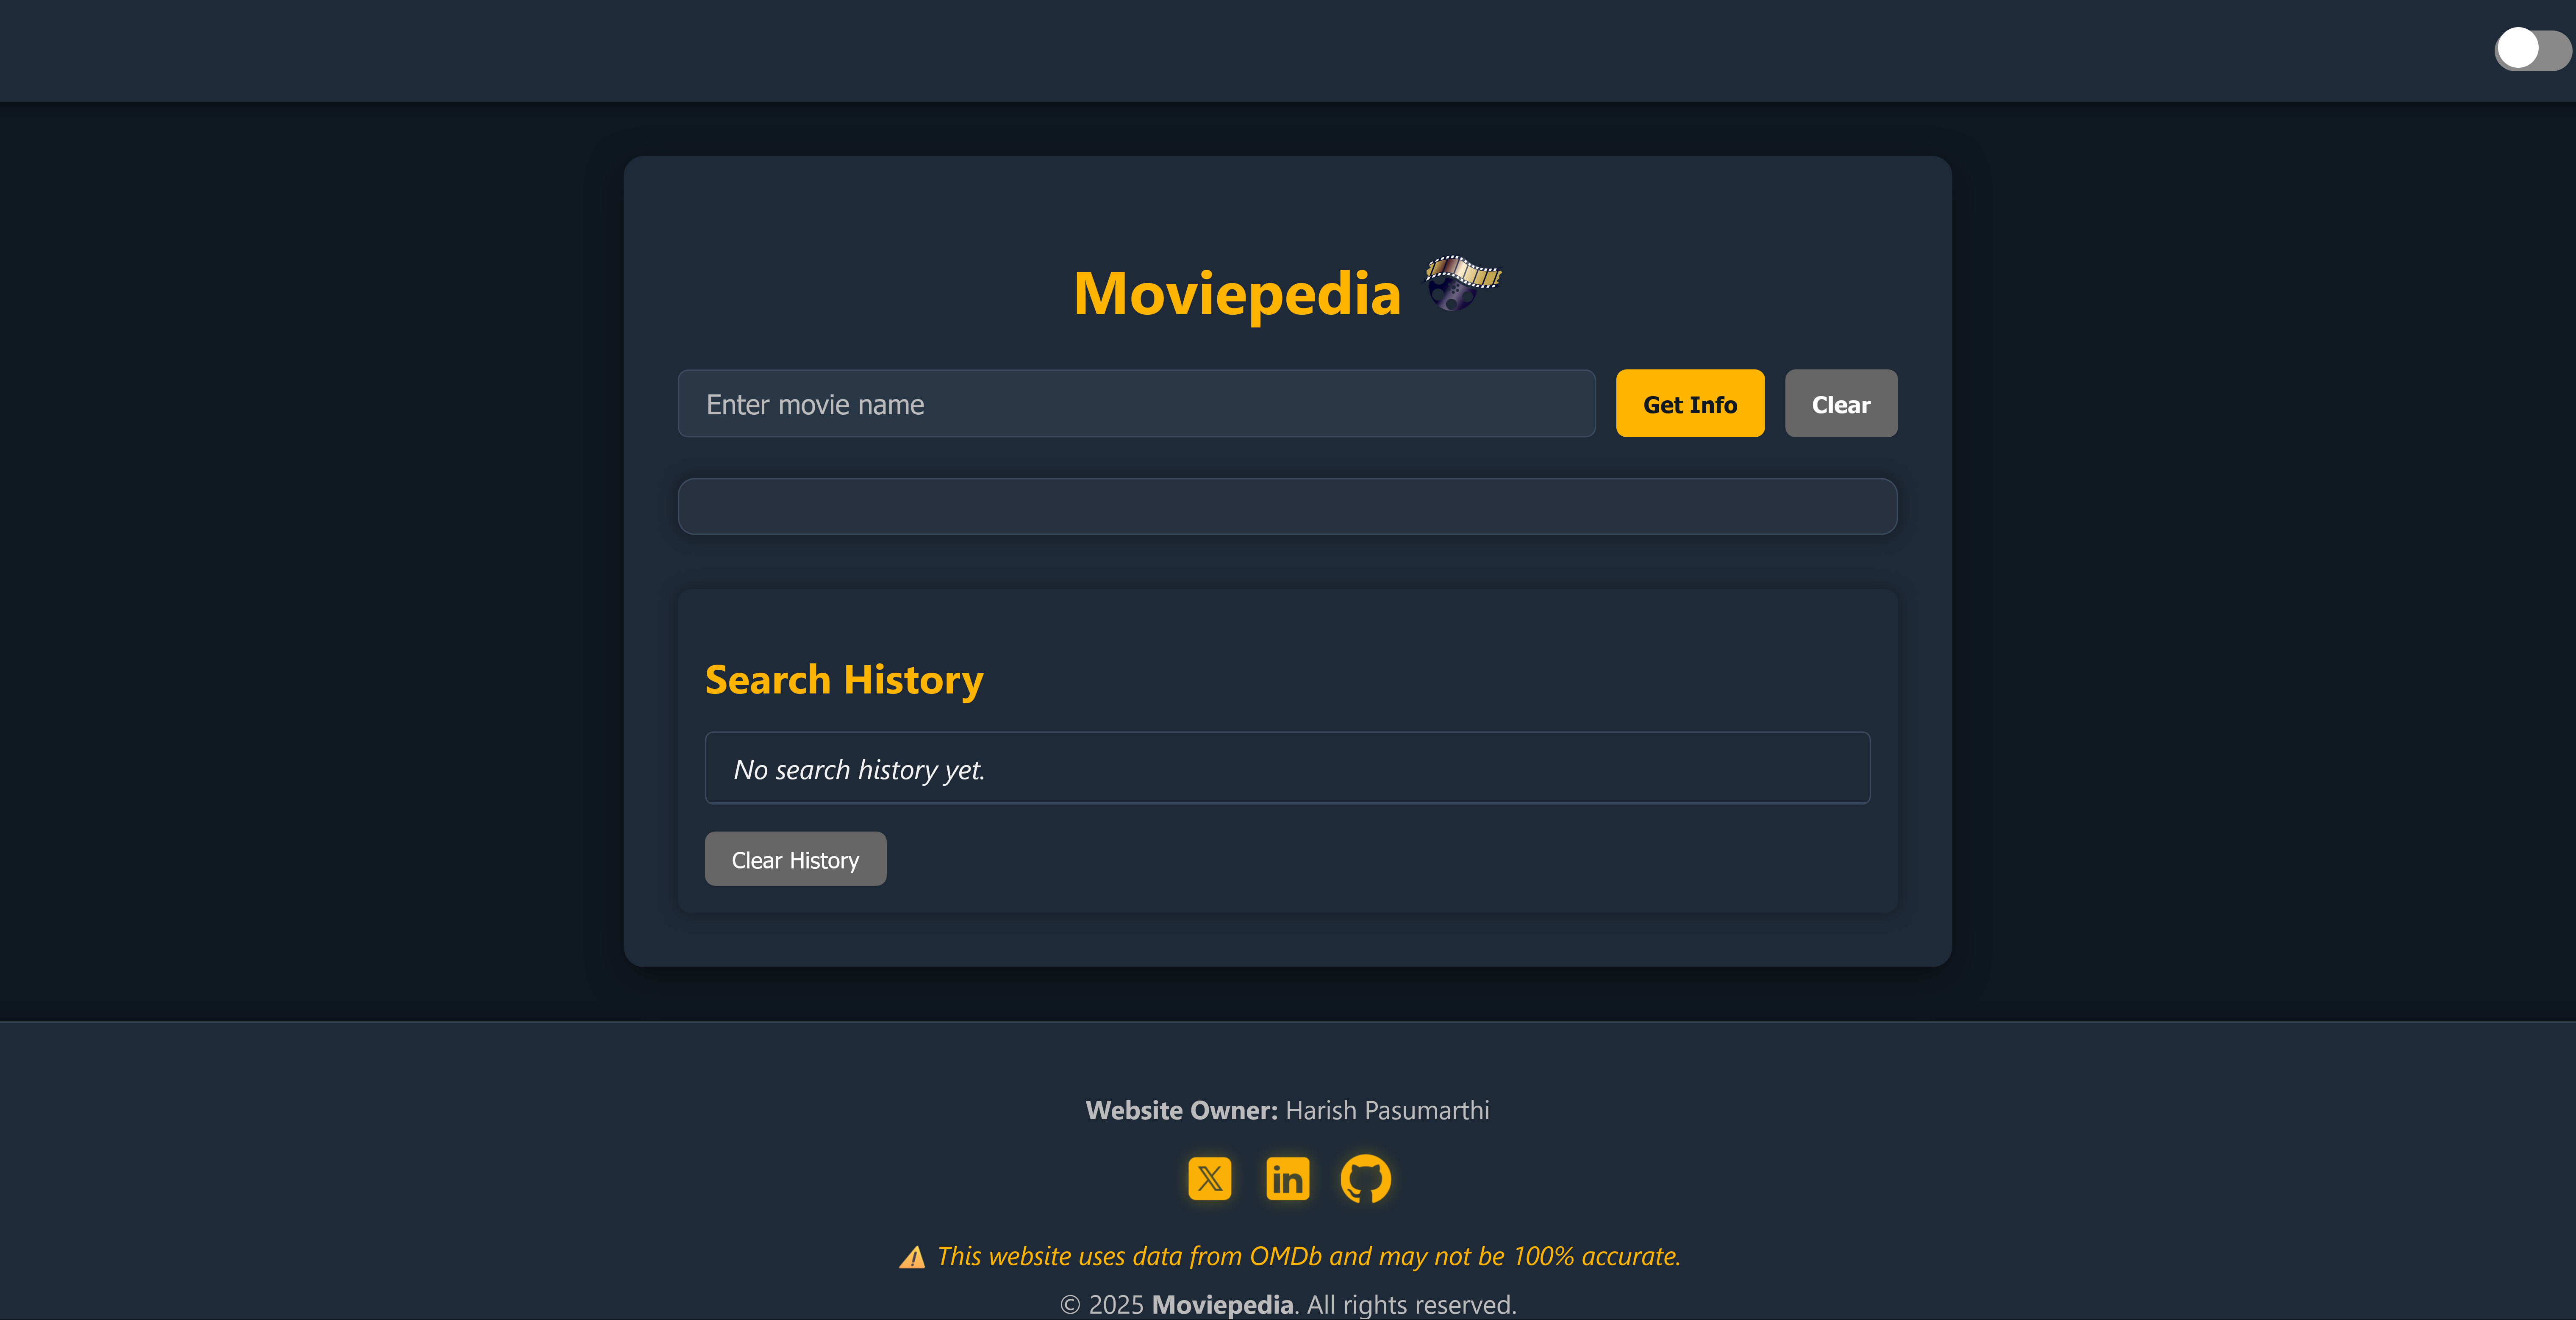 Moviepedia
Enter movie name
Get Info
Clear
Search History
No search history yet.
Clear History
Website Owner: Harish Pasumarthi
⚠️ This website uses data from OMDb and may not be 100% accurate.
© 2025 Moviepedia. All rights reserved.